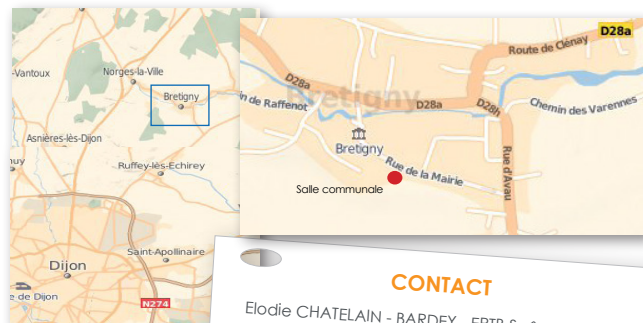 -Vantoux
Norges-la-Ville
Bretigny
Asnières-lès-Dijon
Ruffey-lès-Echirey
Saint-Apollinaire
Dijon
e de Dijon
N274
D28a
Route de Clénay
D28a
Bretigny
D28a
D28h
Chemin des Varennes
in de Raffenot
Bretigny
Rue de la Mairie
Rue d'Avau
Salle communale
CONTACT
Elodie CHATELAIN - BARDEY - EPTB